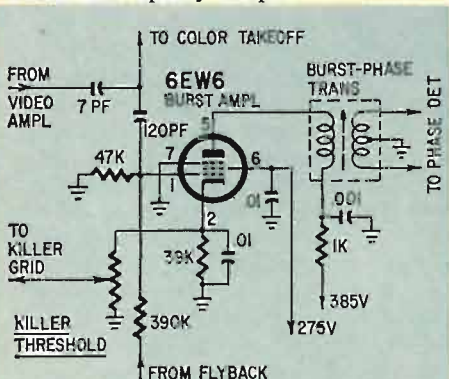 TO COLOR TAKEOFF
FROM
VIDEO
AMPL
7 PF
6EW6
BURST AMPL
BURST-PHASE
TRANS
120PF
5
TO PHASE DET
47K
7
1
6
.01
.001
2
TO
KILLER
GRID
39K
.01
1K
385V
KILLER
THRESHOLD
390K
275V
FROM FLYBACK